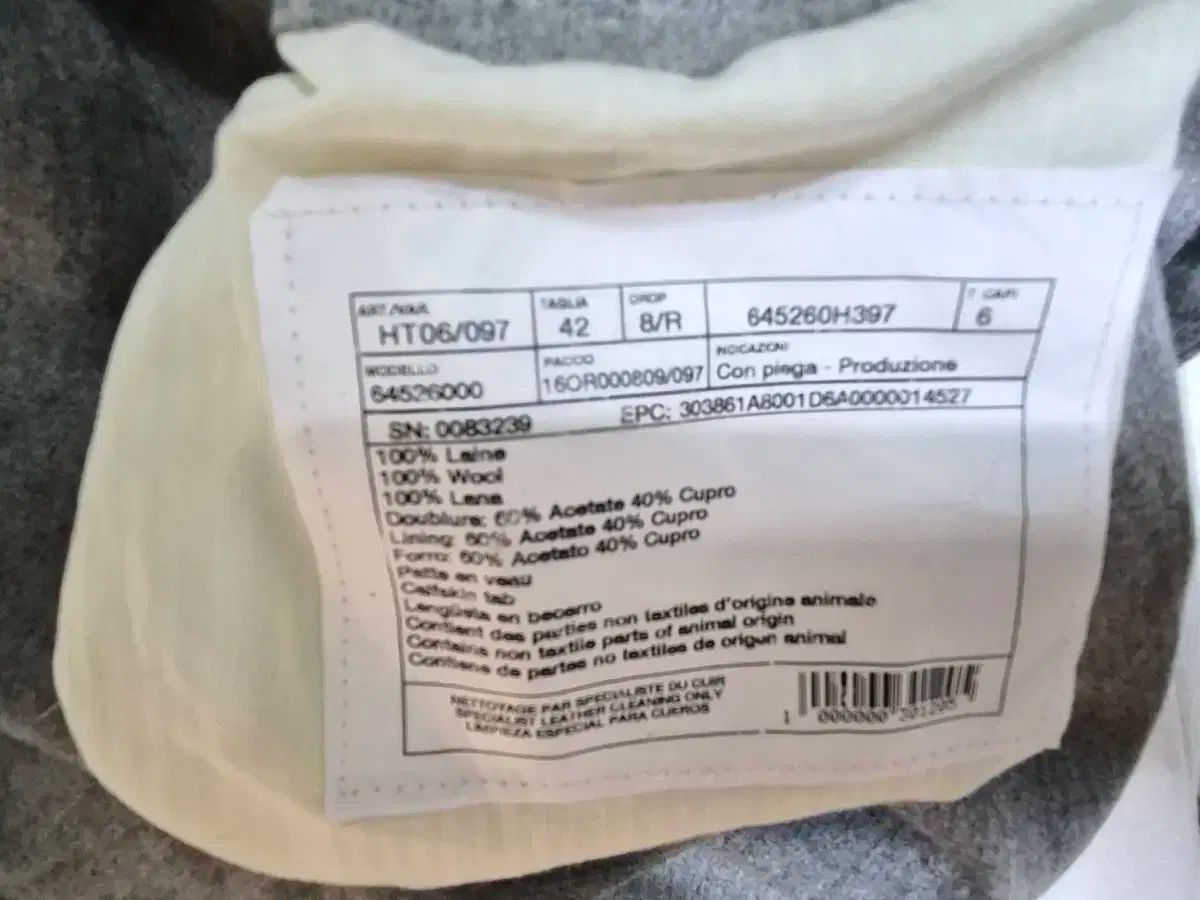 ART./VAR. TAGLIA DROP T. CAPI
HT06/097 42 8/R 645260H397 6
MODELLO PACCO INDICAZIONI
64526000 16OR000609/097 Con piega - Produzione
SN: 0083239 EPC: 303861A8001D6A0000014527
100% Laine
100% Wool
100% Lana
Doublure: 60% Acetate 40% Cupro
Lining: 60% Acetate 40% Cupro
Forro: 60% Acetato 40% Cupro
Patte en veau
Calfskin tab
Lengüeta en becerro
Contient des parties non textiles d'origine animale
Contains non textile parts of animal origin
Contiene de partes no textiles de origen animal
NETTOYAGE PAR SPECIALISTE DU CUIR
SPECIALIST LEATHER CLEANING ONLY
LIMPIEZA ESPECIAL PARA CUEROS
1 000000